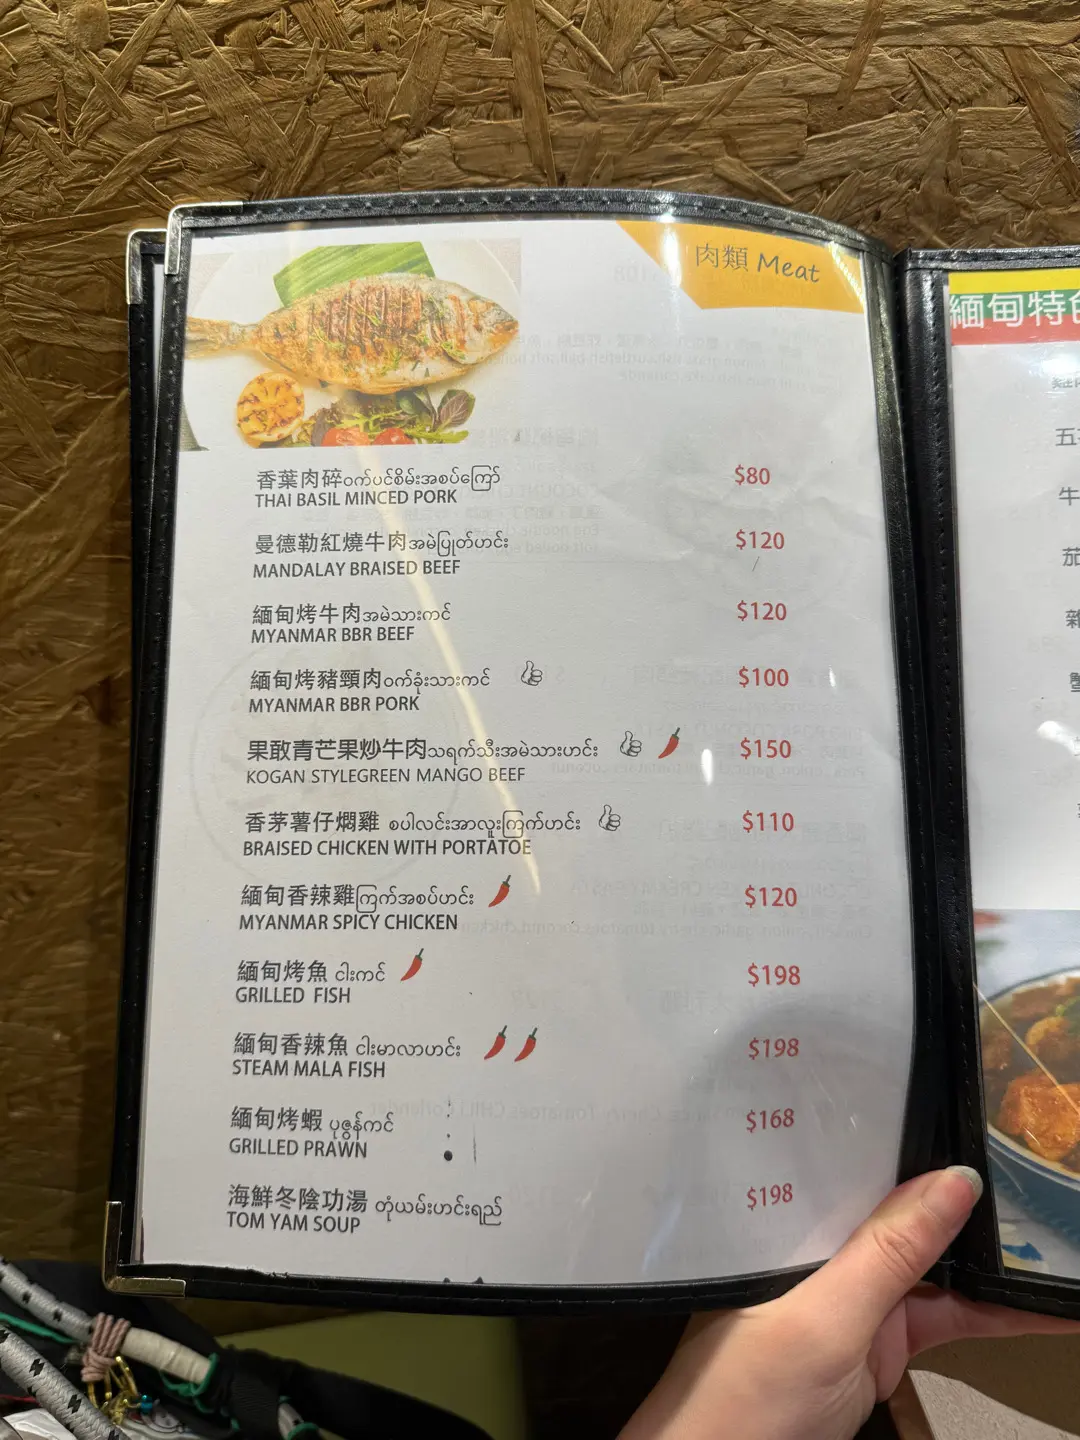 肉類 Meat
香葉肉碎ဝက်ပင်စိမ်းအစပ်ကြော် $80
THAI BASIL MINCED PORK
曼德勒紅燒牛肉အမဲပြုတ်ဟင်း $120
MANDALAY BRAISED BEEF
緬甸烤牛肉အမဲသားကင် $120
MYANMAR BBR BEEF
緬甸烤豬頸肉ဝက်ခုံးသားကင် $100
MYANMAR BBR PORK
果敢青芒果炒牛肉သရက်သီးအမဲသားဟင်း $150
KOGAN STYLEGREEN MANGO BEEF
香茅薯仔燜雞 စပါလင်းအာလူးကြက်ဟင်း $110
BRAISED CHICKEN WITH PORTATOE
緬甸香辣雞ကြက်အစပ်ဟင်း $120
MYANMAR SPICY CHICKEN
緬甸烤魚 ငါးကင် $198
GRILLED FISH
緬甸香辣魚 ငါးမာလာဟင်း $198
STEAM MALA FISH
緬甸烤蝦 ပုစွန်ကင် $168
GRILLED PRAWN
海鮮冬陰功湯 တုံယမ်းဟင်းရည် $198
TOM YAM SOUP
緬甸特色
五
牛
茄